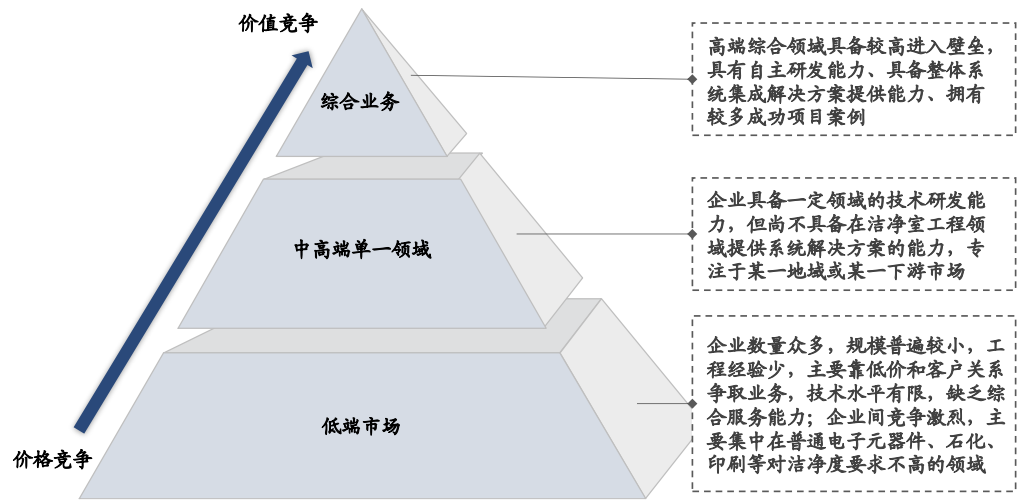 价值竞争
综合业务
高端综合领域具备较高进入壁垒，
具有自主研发能力、具备整体系
统集成解决方案提供能力、拥有
较多成功项目案例
中高端单一领域
企业具备一定领域的技术研发能
力，但尚不具备在洁净室工程领
域提供系统解决方案的能力，专
注于某一地域或某一下游市场
低端市场
企业数量众多，规模普遍较小，工
程经验少，主要靠低价和客户关系
争取业务，技术水平有限，缺乏综
合服务能力；企业间竞争激烈，主
要集中在普通电子元器件、石化、
印刷等对洁净度要求不高的领域
价格竞争